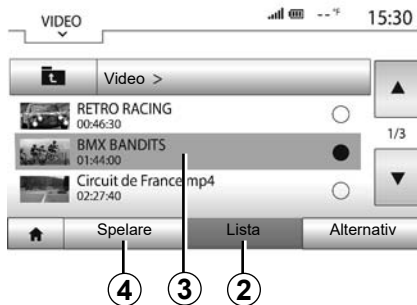 VIDEO
--°F
15:30
Video >
RETRO RACING
00:46:30
BMX BANDITS
01:44:00
1/3
Circuit de France mp4
02:27:40
Spelare
Lista
Alternativ
4
3
2